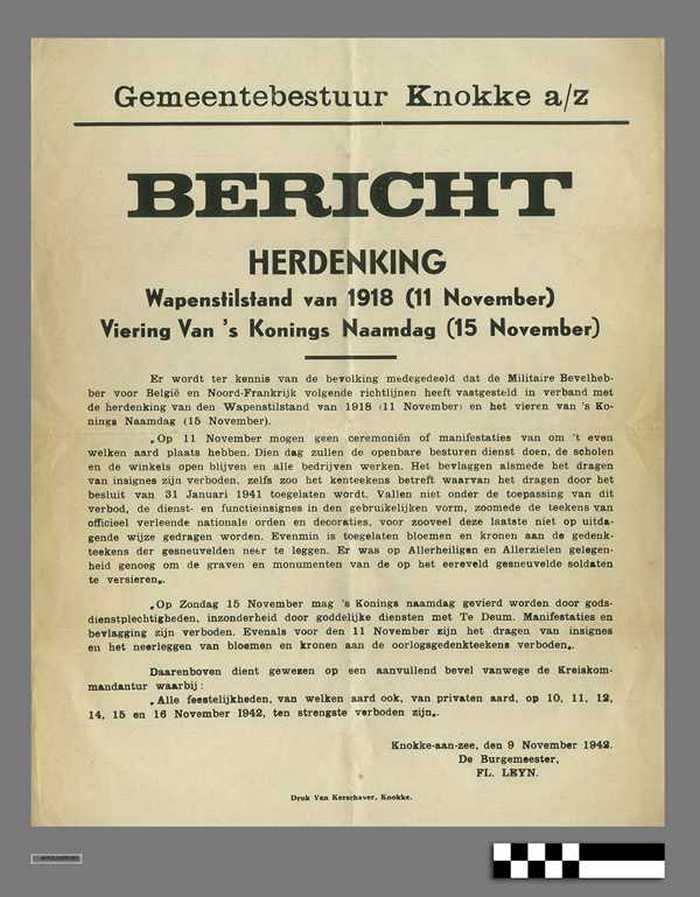 Gemeentebestuur Knokke a/z
BERICHT
HERDENKING
Wapenstilstand van 1918 (11 November)
Viering Van 's Konings Naamdag (15 November)
Er wordt ter kennis van de bevolking medegedeeld dat de Militaire Bevelheb-
ber voor België en Noord-Frankrijk volgende richtlijnen heeft vastgesteld in verband met
de herdenking van den Wapenstilstand van 1918 (11 November) en het vieren van 's Ko-
nings Naamdag (15 November).
„Op 11 November mogen geen ceremoniën of manifestaties van om 't even
welken aard plaats hebben. Dien dag zullen de openbare besturen dienst doen, de scholen
en de winkels open blijven en alle bedrijven werken. Het bevlaggen alsmede het dragen
van insignes zijn verboden, zelfs zoo het kenteekens betreft waarvan het dragen door het
besluit van 31 Januari 1941 toegelaten wordt. Vallen niet onder de toepassing van dit
verbod, de dienst- en functieinsignes in den gebruikelijken vorm, zoomede de teekens van
officieel verleende nationale orden en decoraties, voor zooveel deze laatste niet op uitda-
gende wijze gedragen worden. Evenmin is toegelaten bloemen en kronen aan de gedenk-
teekens der gesneuvelden neer te leggen. Er was op Allerheiligen en Allerzielen gelegen-
heid genoeg om de graven en monumenten van de op het eereveld gesneuvelde soldaten
te versieren„.
„Op Zondag 15 November mag 's Konings naamdag gevierd worden door gods-
dienstplechtigheden, inzonderheid door goddelijke diensten met Te Deum. Manifestaties en
bevlagging zijn verboden. Evenals voor den 11 November zijn het dragen van insignes
en het neerleggen van bloemen en kronen aan de oorlogsgedenkteekens verboden„.
Daarenboven dient gewezen op een aanvullend bevel vanwege de Kreiskom-
mandantur waarbij :
„Alle feestelijkheden, van welken aard ook, van privaten aard, op 10, 11, 12,
14, 15 en 16 November 1942, ten strengste verboden zijn„.
Knokke-aan-zee, den 9 November 1942.
De Burgemeester,
FL. LEYN.
Druk Van Kerschaver, Knokke.